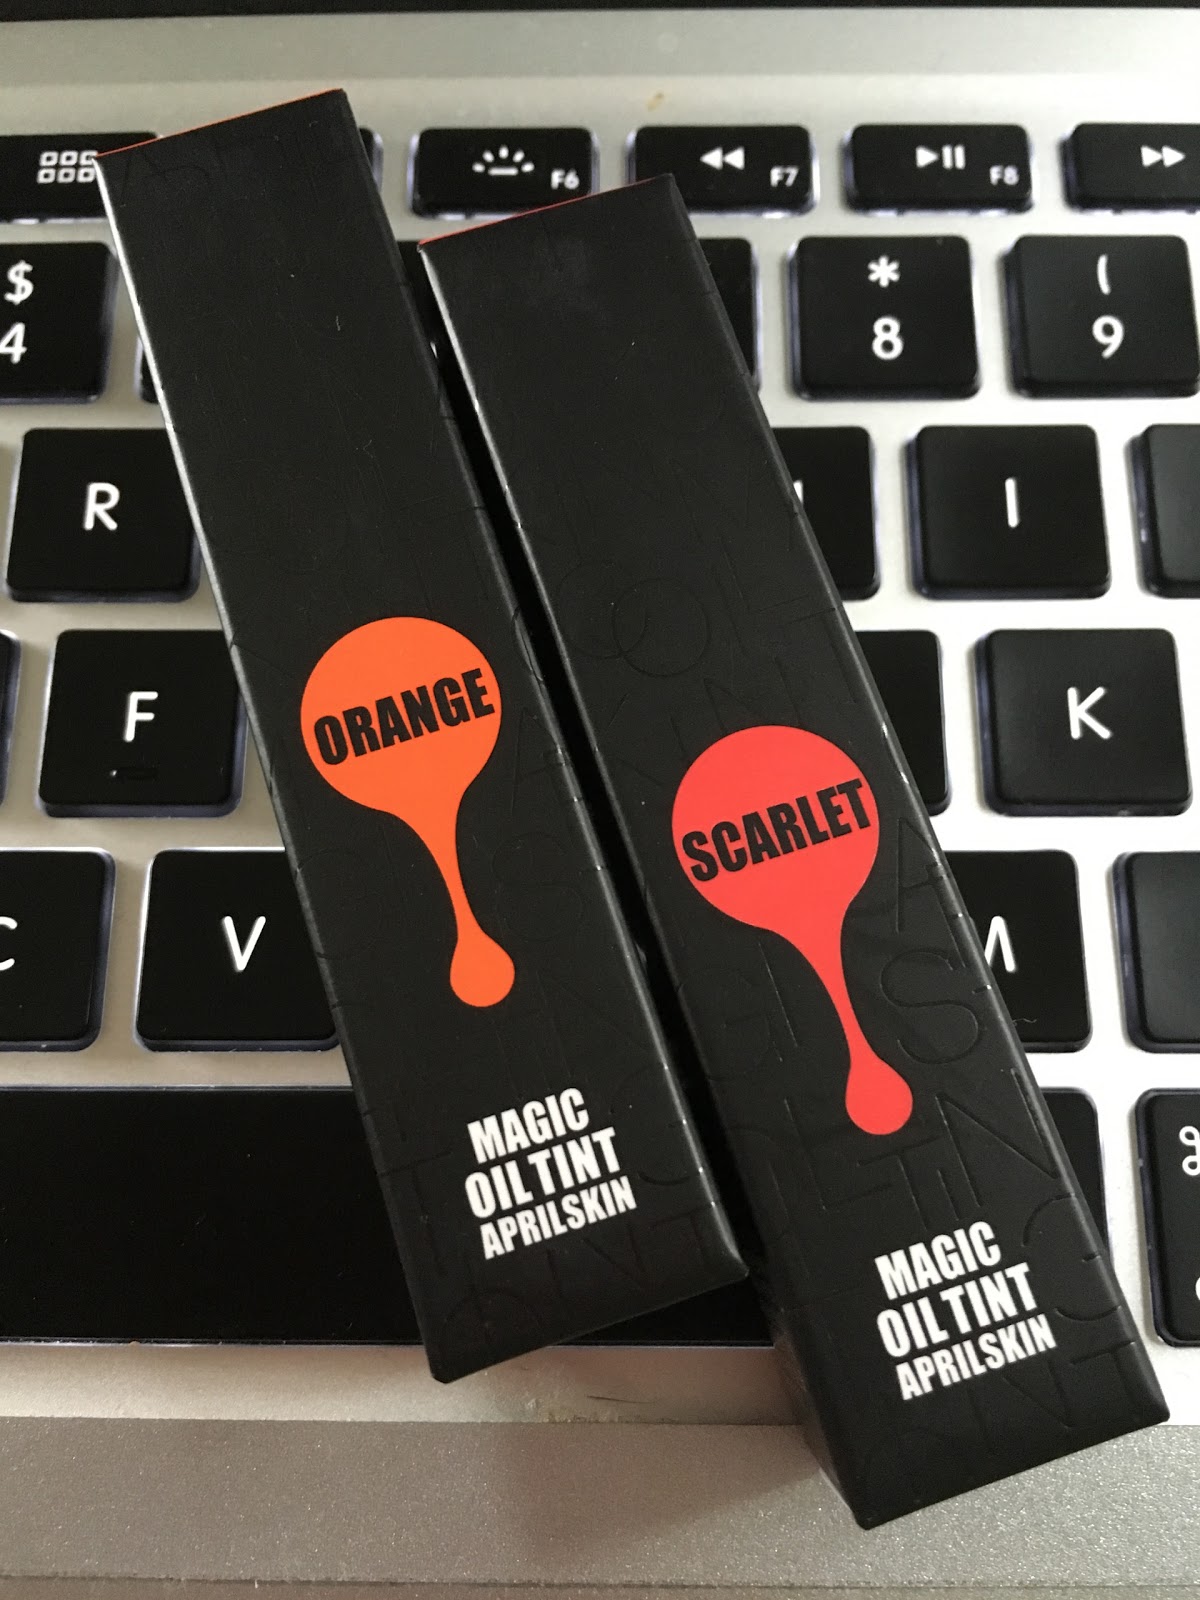 F6
F7
F8
$
4
*
8
(
9
R
I
F
K
C
V
M
⌘
ORANGE
MAGIC
OIL TINT
APRILSKIN
SCARLET
MAGIC
OIL TINT
APRILSKIN